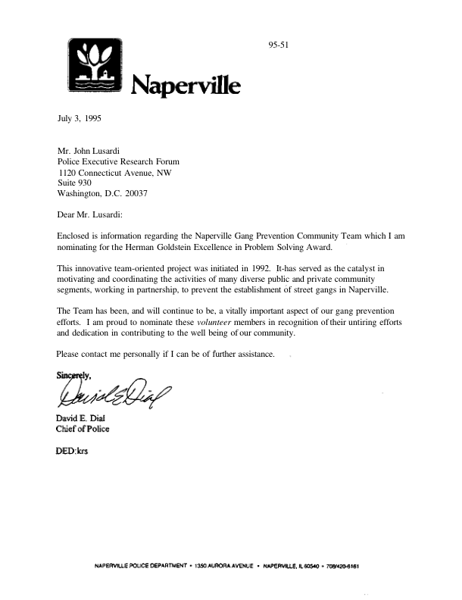 95-51
Naperville
July 3, 1995
Mr. John Lusardi
Police Executive Research Forum
1120 Connecticut Avenue, NW
Suite 930
Washington, D.C. 20037
Dear Mr. Lusardi:
Enclosed is information regarding the Naperville Gang Prevention Community Team which I am
nominating for the Herman Goldstein Excellence in Problem Solving Award.
This innovative team-oriented project was initiated in 1992. It-has served as the catalyst in
motivating and coordinating the activities of many diverse public and private community
segments, working in partnership, to prevent the establishment of street gangs in Naperville.
The Team has been, and will continue to be, a vitally important aspect of our gang prevention
efforts. I am proud to nominate these volunteer members in recognition of their untiring efforts
and dedication in contributing to the well being of our community.
Please contact me personally if I can be of further assistance.
Sincerely,
David E Dial
David E. Dial
Chief of Police
DED:krs
NAPERVILLE POLICE DEPARTMENT • 1350 AURORA AVENUE • NAPERVILLE, IL 60540 • 708/420-6161